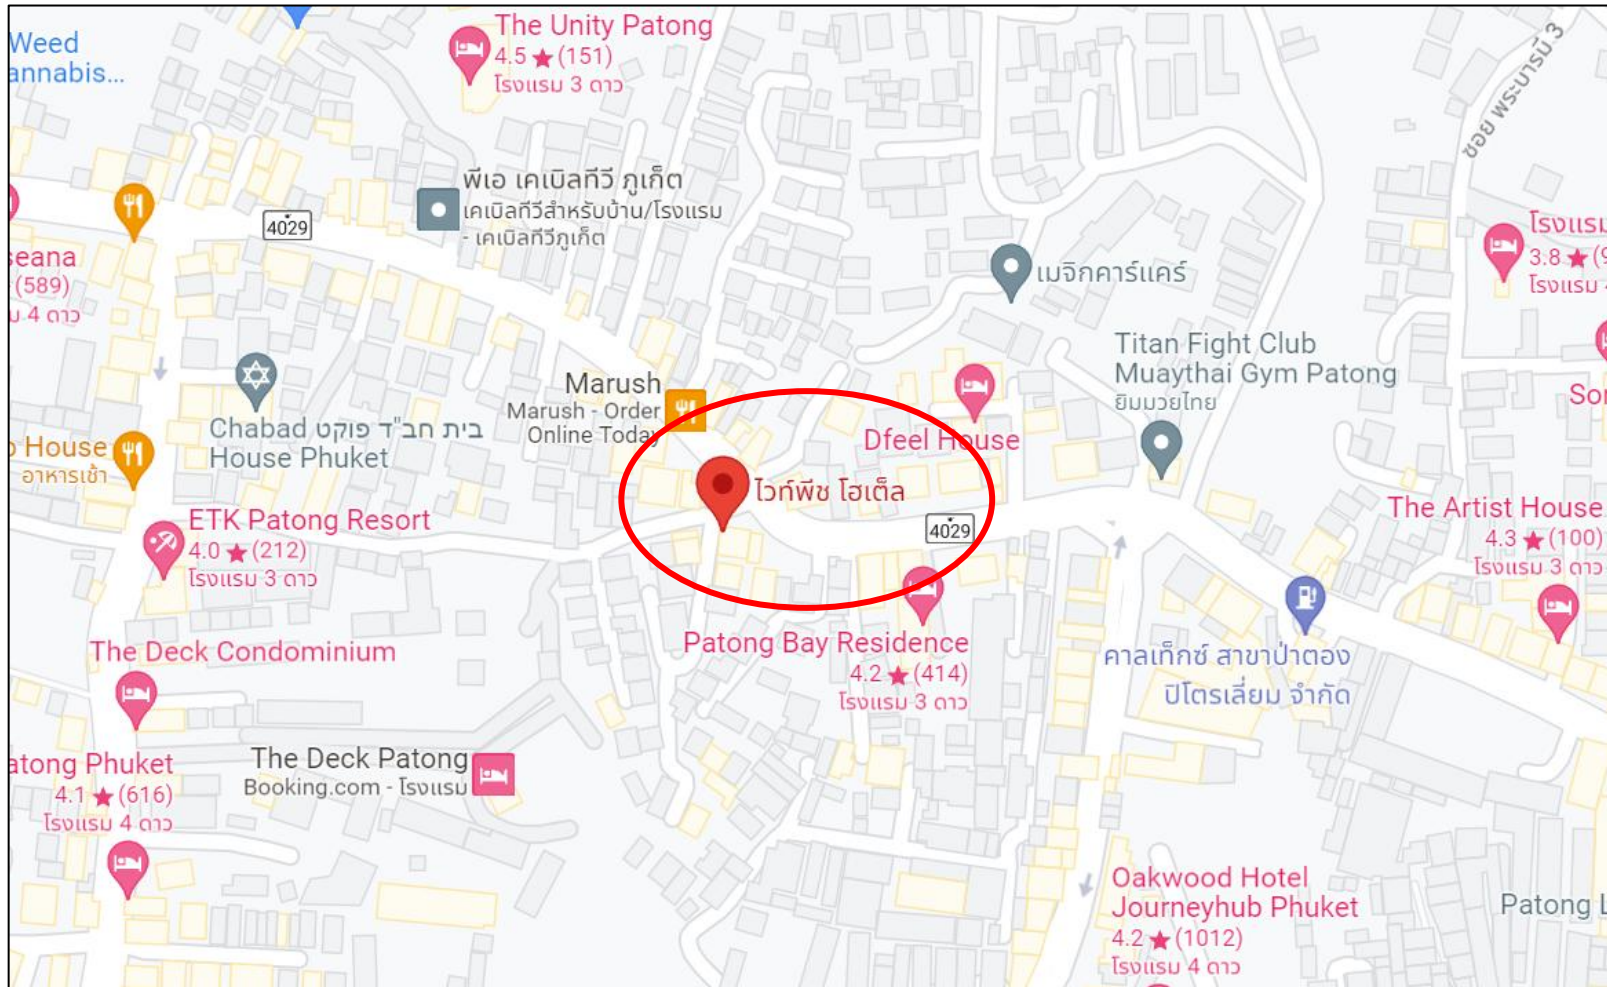 Weed
annabis...
The Unity Patong
4.5 ★ (151)
โรงแรม 3 ดาว
ซอย พระบารมี 3
พีเอ เคเบิลทีวี ภูเก็ต
เคเบิลทีวีสำหรับบ้าน/โรงแรม
- เคเบิลทีวีภูเก็ต
4029
seana
(589)
ม 4 ดาว
เมจิกคาร์แคร์
โรงแรม
3.8 ★ (9
โรงแรม 4
Titan Fight Club
Muaythai Gym Patong
ยิมมวยไทย
Marush
Marush - Order
Online Today
Dfeel House
Sor
Chabad בית חב"ד פוקט
House Phuket
o House
อาหารเช้า
ไวท์พีช โฮเต็ล
4029
The Artist House
4.3 ★ (100)
โรงแรม 3 ดาว
ETK Patong Resort
4.0 ★ (212)
โรงแรม 3 ดาว
The Deck Condominium
Patong Bay Residence
4.2 ★ (414)
โรงแรม 3 ดาว
คาลเท็กซ์ สาขาป่าตอง
ปิโตรเลี่ยม จำกัด
atong Phuket
4.1 ★ (616)
โรงแรม 4 ดาว
The Deck Patong
Booking.com - โรงแรม
Oakwood Hotel
Journeyhub Phuket
4.2 ★ (1012)
โรงแรม 4 ดาว
Patong L